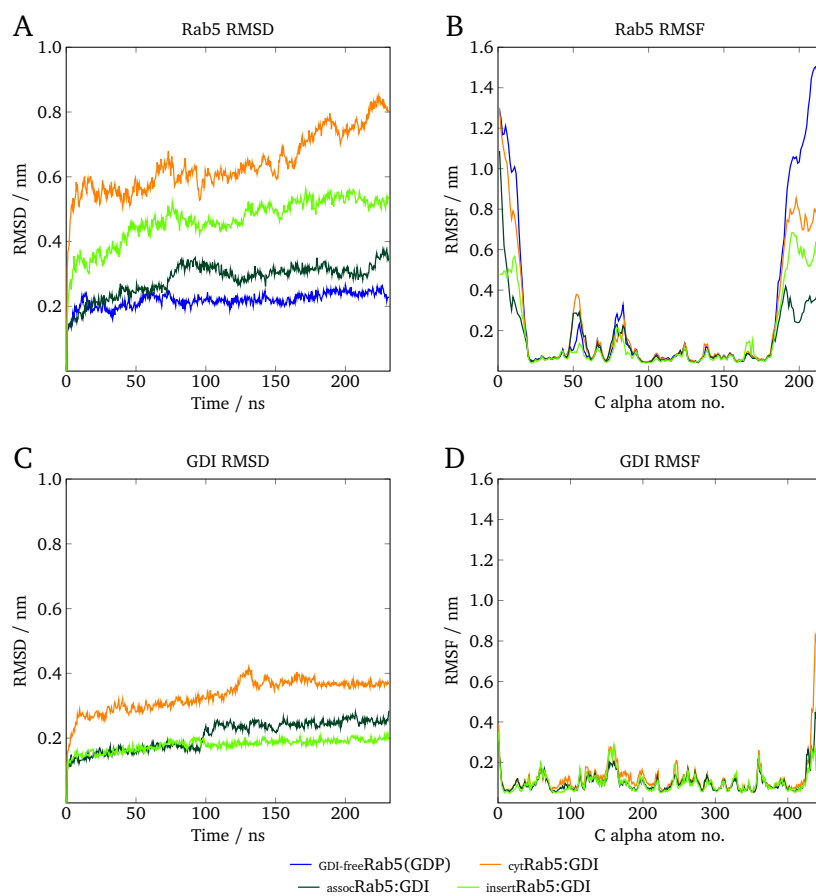 A
Rab5 RMSD
1.0
0.8
0.6
0.4
0.2
0
50
100
150
200
RMSD / nm
Time / ns
B
Rab5 RMSF
1.6
1.4
1.2
1.0
0.8
0.6
0.4
0.2
0
50
100
150
200
RMSF / nm
C alpha atom no.
C
GDI RMSD
1.0
0.8
0.6
0.4
0.2
0
50
100
150
200
RMSD / nm
Time / ns
D
GDI RMSF
1.6
1.4
1.2
1.0
0.8
0.6
0.4
0.2
0
100
200
300
400
RMSF / nm
C alpha atom no.
GDI-freeRab5(GDP)
cytRab5:GDI
assocRab5:GDI
insertRab5:GDI